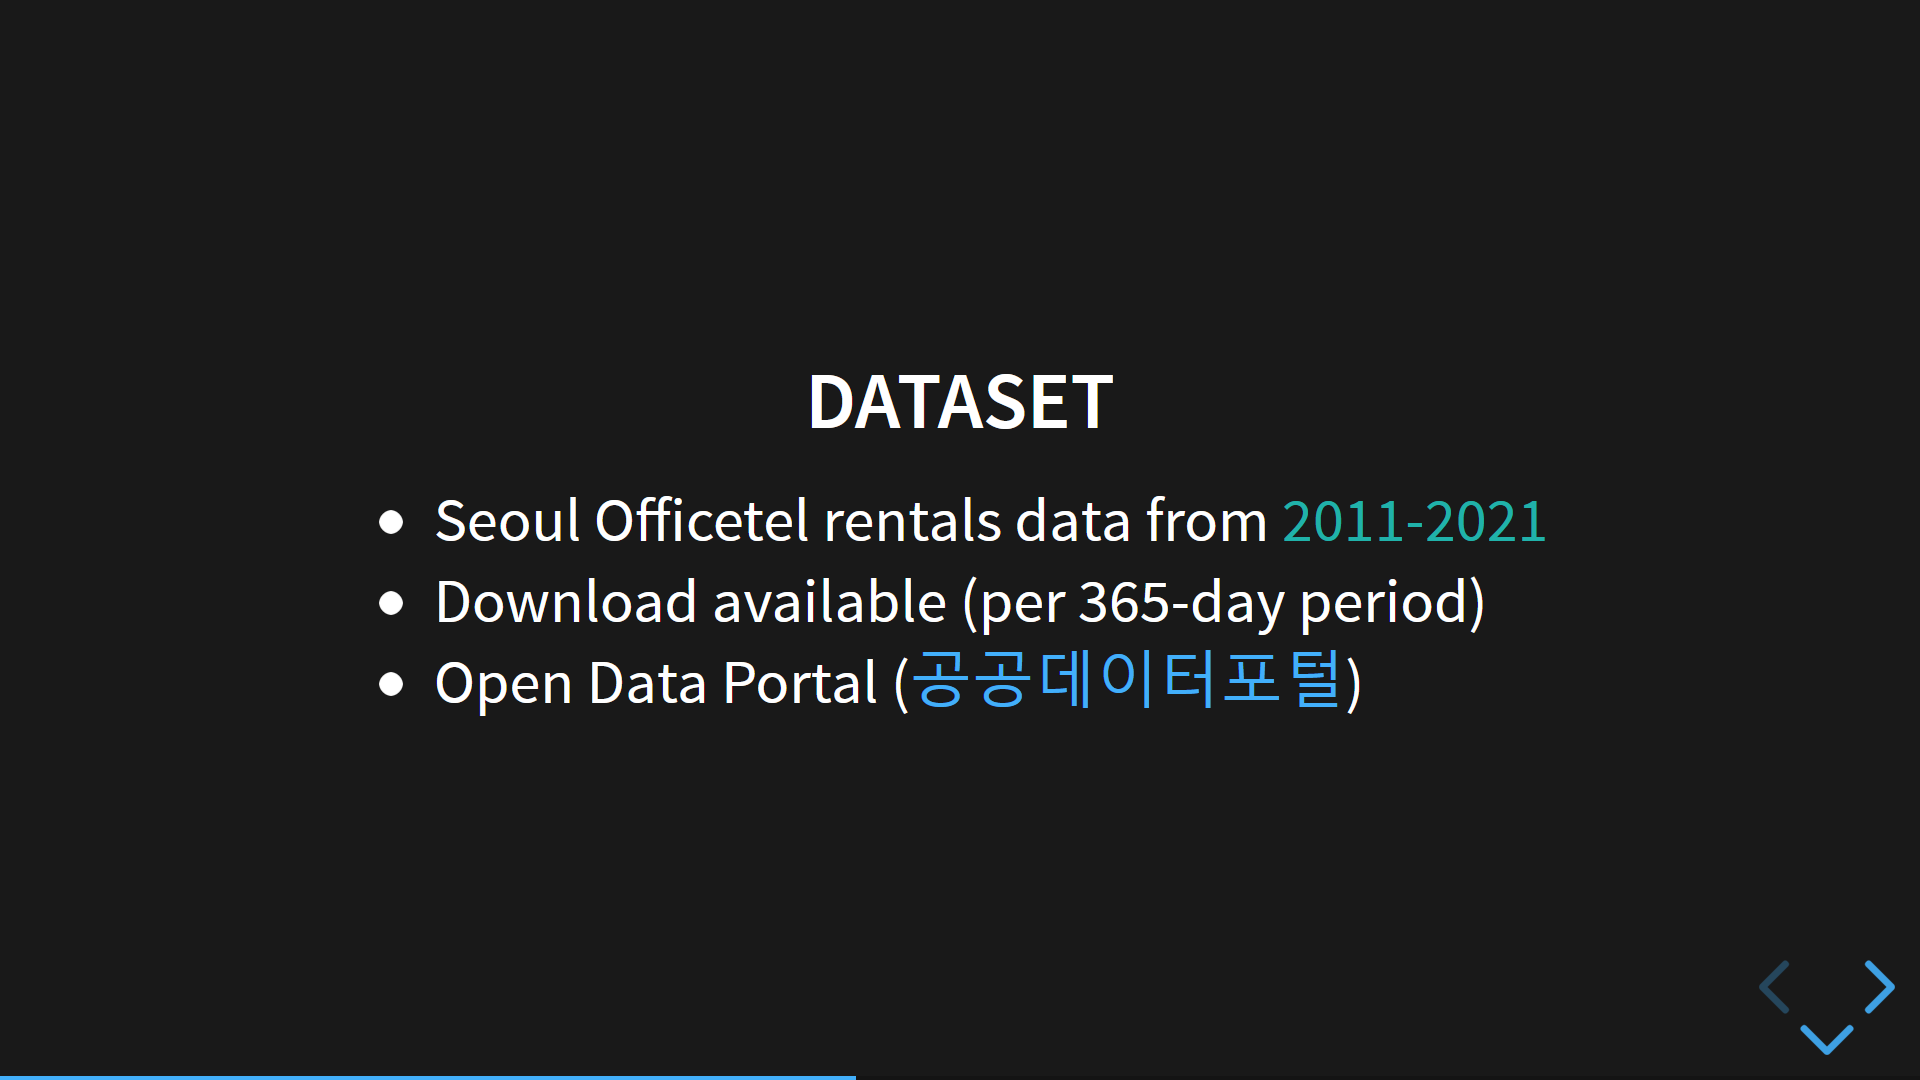 DATASET
Seoul Officetel rentals data from 2011-2021
Download available (per 365-day period)
Open Data Portal (공공데이터포털)